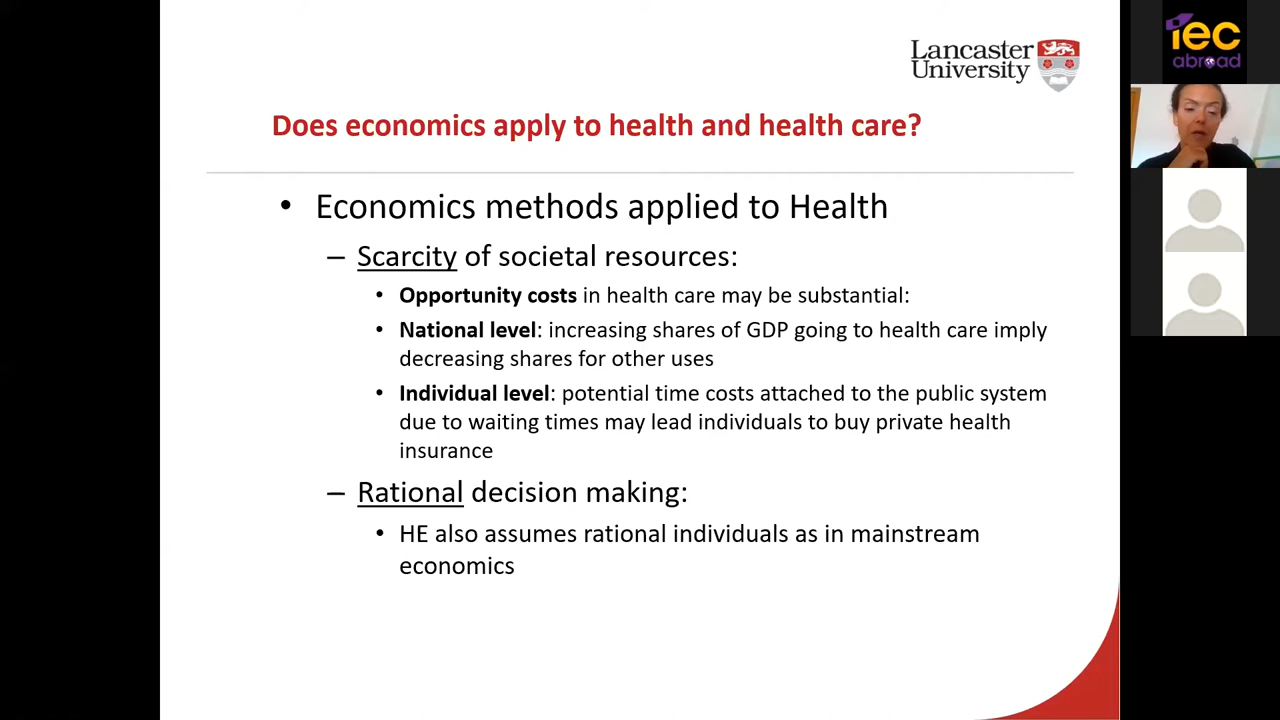 Lancaster
University
Does economics apply to health and health care?
• Economics methods applied to Health
– Scarcity of societal resources:
• Opportunity costs in health care may be substantial:
• National level: increasing shares of GDP going to health care imply
decreasing shares for other uses
• Individual level: potential time costs attached to the public system
due to waiting times may lead individuals to buy private health
insurance
– Rational decision making:
• HE also assumes rational individuals as in mainstream
economics
iec
abroad